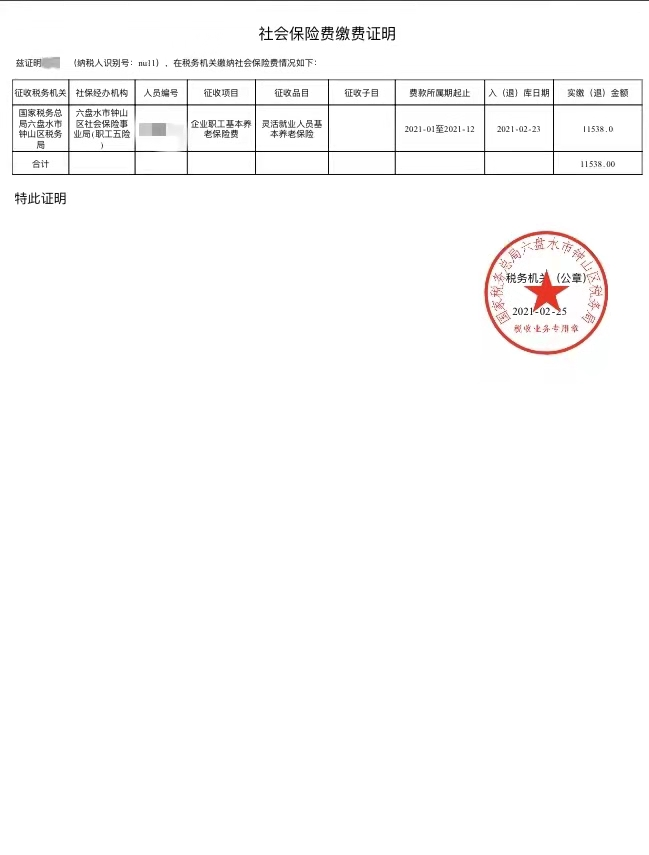 社会保险费缴费证明
兹证明 （纳税人识别号：null），在税务机关缴纳社会保险费情况如下：
征收税务机关 社保经办机构 人员编号 征收项目 征收品目 征收子目 费款所属期起止 入（退）库日期 实缴（退）金额
国家税务总局六盘水市钟山区税务局 六盘水市钟山区社会保险事业局(职工五险) 企业职工基本养老保险费 灵活就业人员基本养老保险 2021-01至2021-12 2021-02-23 11538.0
合计 11538.00
特此证明
国家税务总局六盘水市钟山区税务局
税务机关（公章）
2021-02-25
税收业务专用章